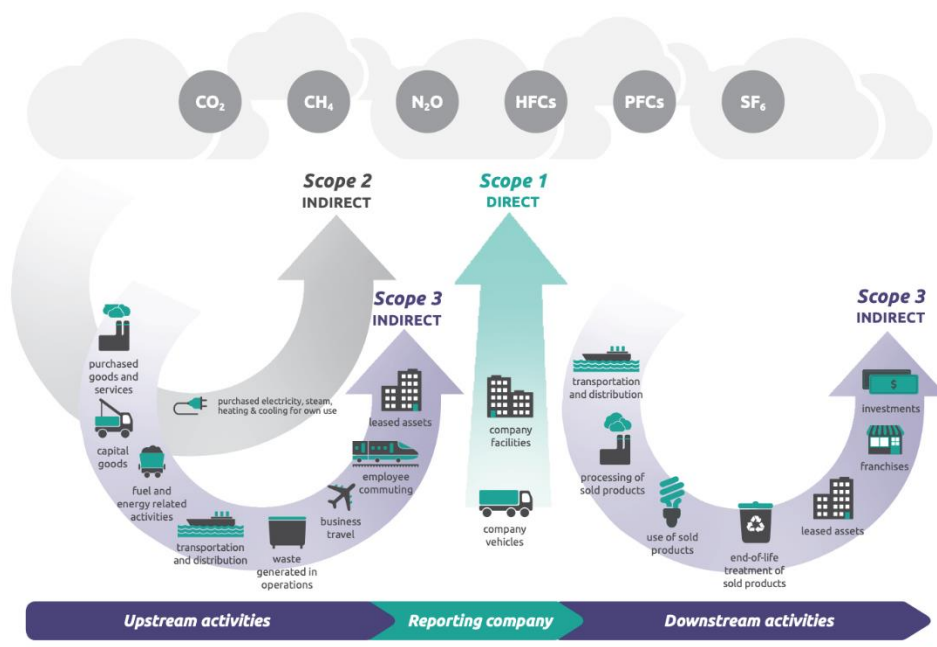 CO₂
CH₄
N₂O
HFCs
PFCs
SF₆
Scope 2
INDIRECT
Scope 1
DIRECT
Scope 3
INDIRECT
Scope 3
INDIRECT
purchased
goods and
services
capital
goods
fuel and
energy related
activities
transportation
and distribution
waste
generated in
operations
business
travel
employee
commuting
leased assets
purchased electricity, steam,
heating & cooling for own use
company
facilities
company
vehicles
transportation
and distribution
processing of
sold products
use of sold
products
end-of-life
treatment of
sold products
leased assets
franchises
$
investments
Upstream activities
Reporting company
Downstream activities